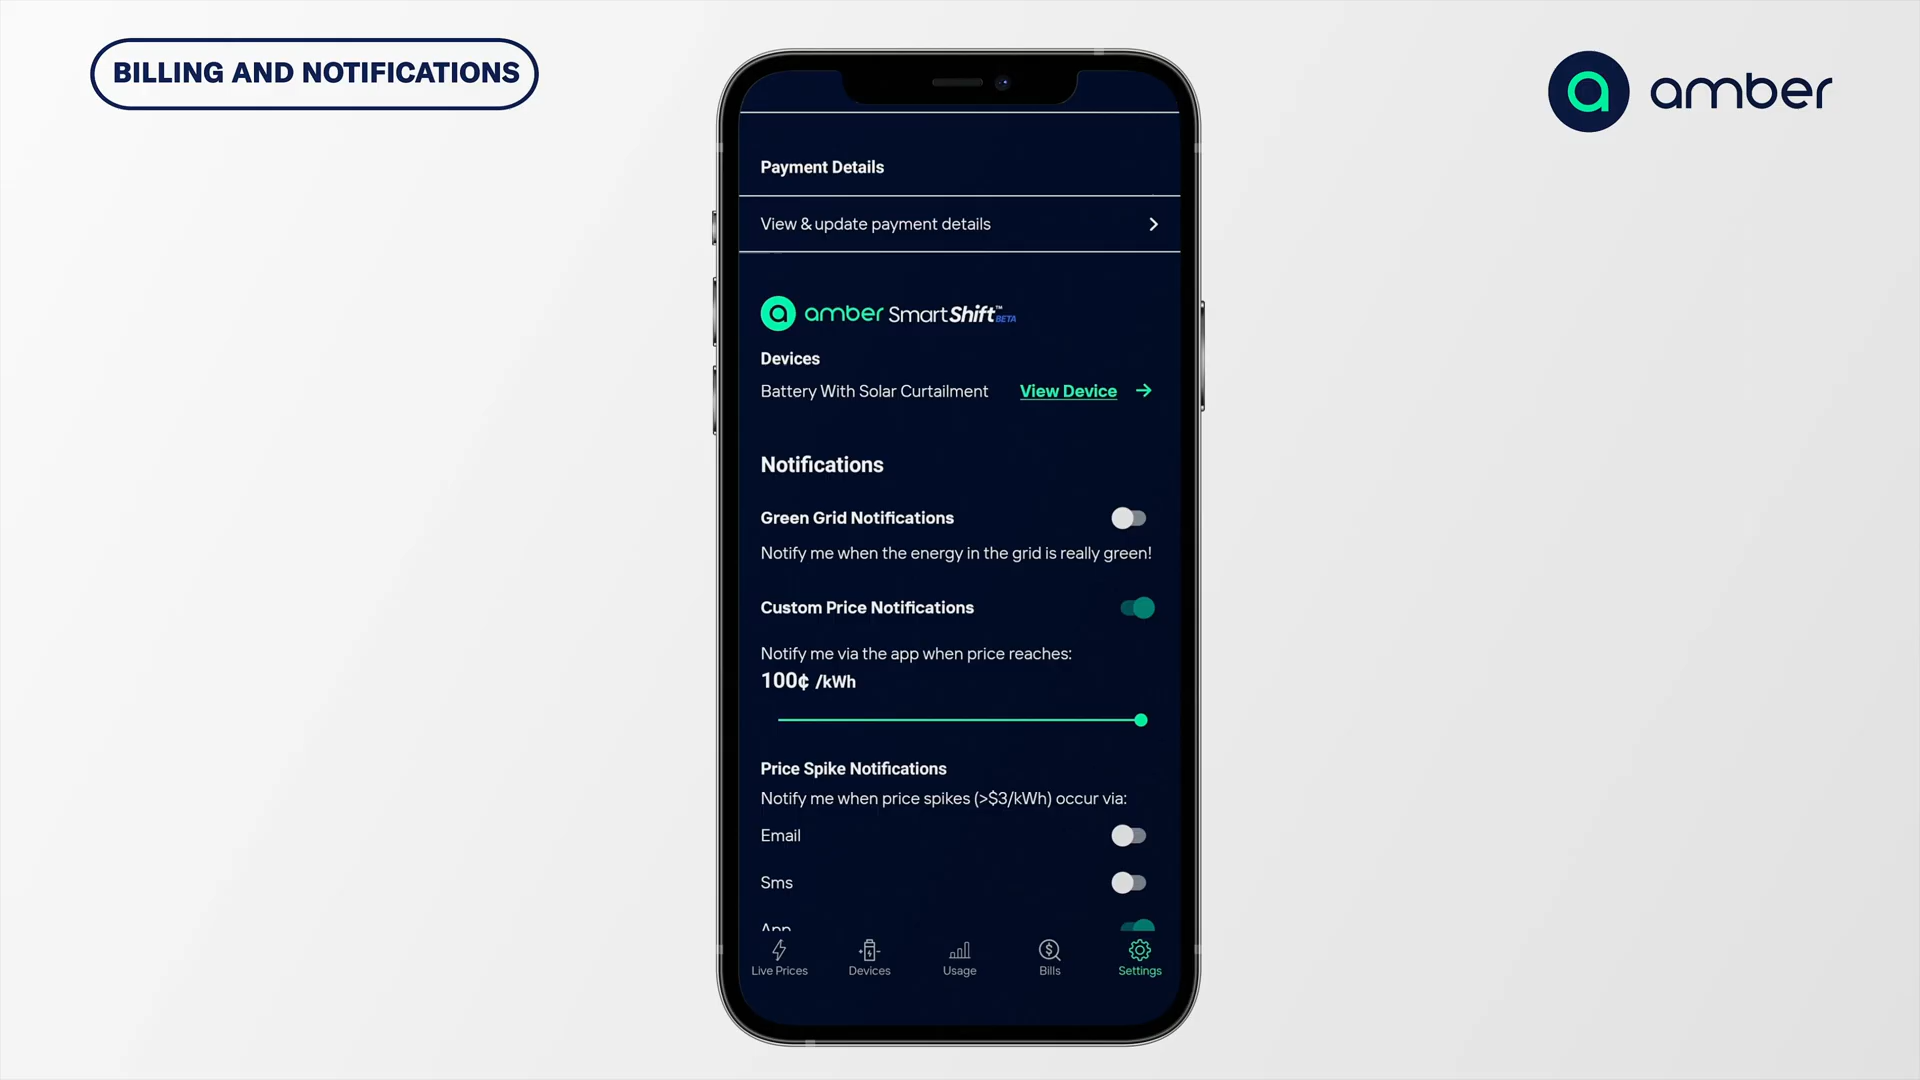 BILLING AND NOTIFICATIONS
amber
Payment Details
View & update payment details
amber SmartShift™ BETA
Devices
Battery With Solar Curtailment View Device
Notifications
Green Grid Notifications
Notify me when the energy in the grid is really green!
Custom Price Notifications
Notify me via the app when price reaches:
100¢ /kWh
Price Spike Notifications
Notify me when price spikes (>$3/kWh) occur via:
Email
Sms
App
Live Prices Devices Usage Bills Settings